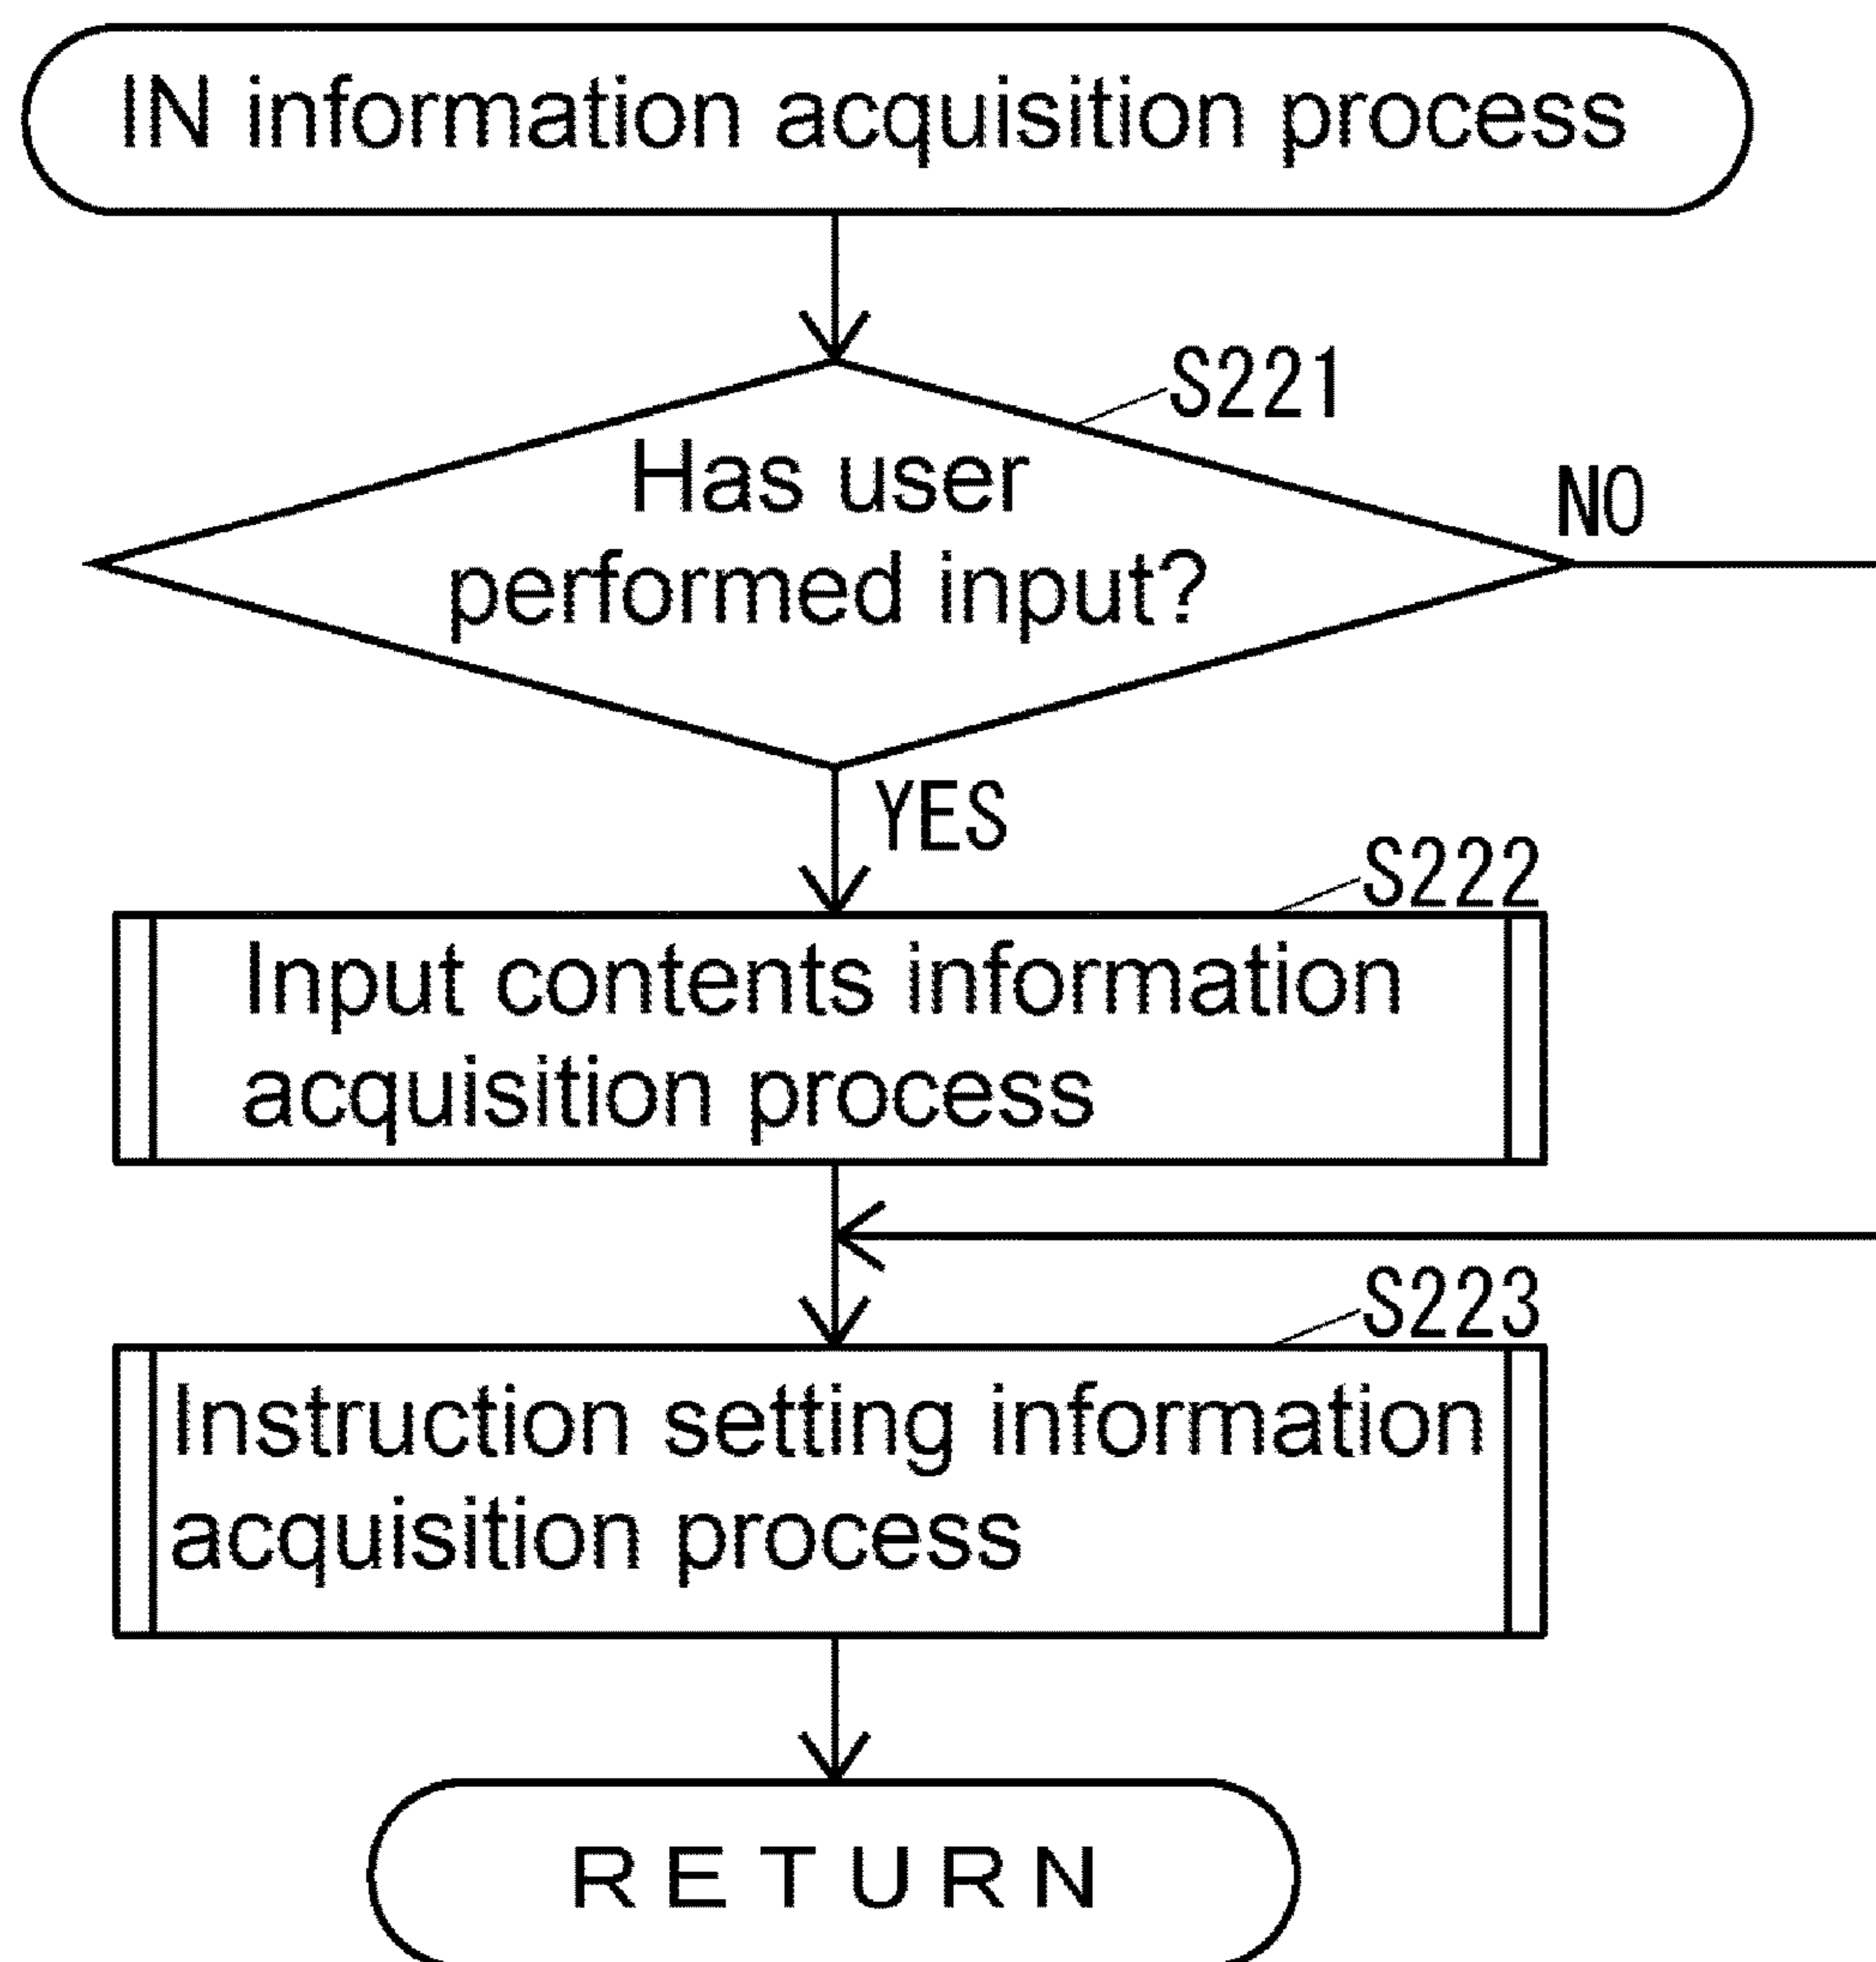 IN information acquisition process
S221
Has user
performed input?
NO
YES
S222
Input contents information
acquisition process
S223
Instruction setting information
acquisition process
RETURN